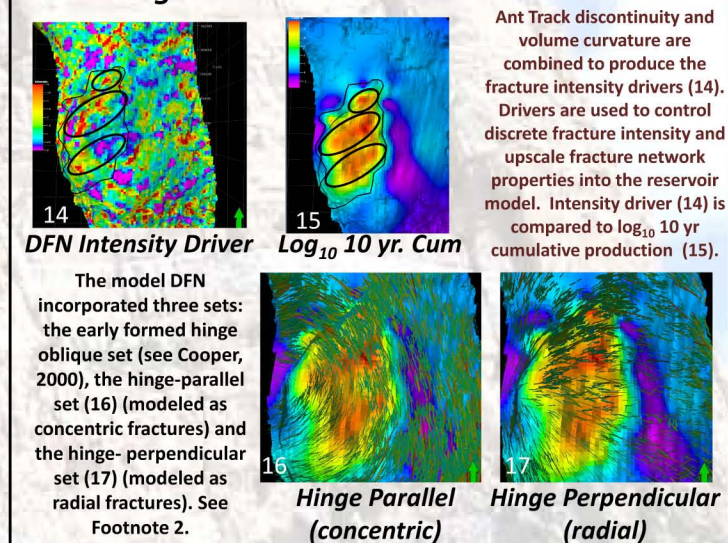 14
DFN Intensity Driver
15
Log10 10 yr. Cum
Ant Track discontinuity and
volume curvature are
combined to produce the
fracture intensity drivers (14).
Drivers are used to control
discrete fracture intensity and
upscale fracture network
properties into the reservoir
model. Intensity driver (14) is
compared to log10 10 yr
cumulative production (15).
The model DFN
incorporated three sets:
the early formed hinge
oblique set (see Cooper,
2000), the hinge-parallel
set (16) (modeled as
concentric fractures) and
the hinge- perpendicular
set (17) (modeled as
radial fractures). See
Footnote 2.
16
Hinge Parallel
(concentric)
17
Hinge Perpendicular
(radial)